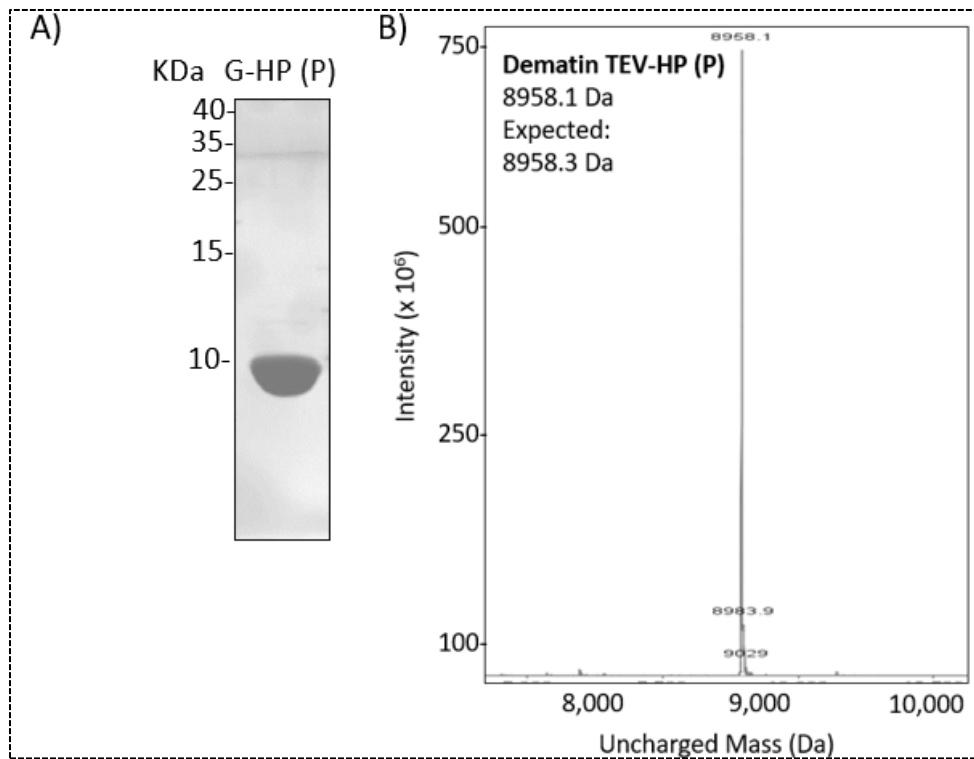 A)
KDa G-HP (P)
40-
35-
25-
15-
10-
B)
750-
500-
250-
100-
Intensity (x 10⁶)
8958.1
Dematin TEV-HP (P)
8958.1 Da
Expected:
8958.3 Da
8983.9
9029
8,000 9,000 10,000
Uncharged Mass (Da)